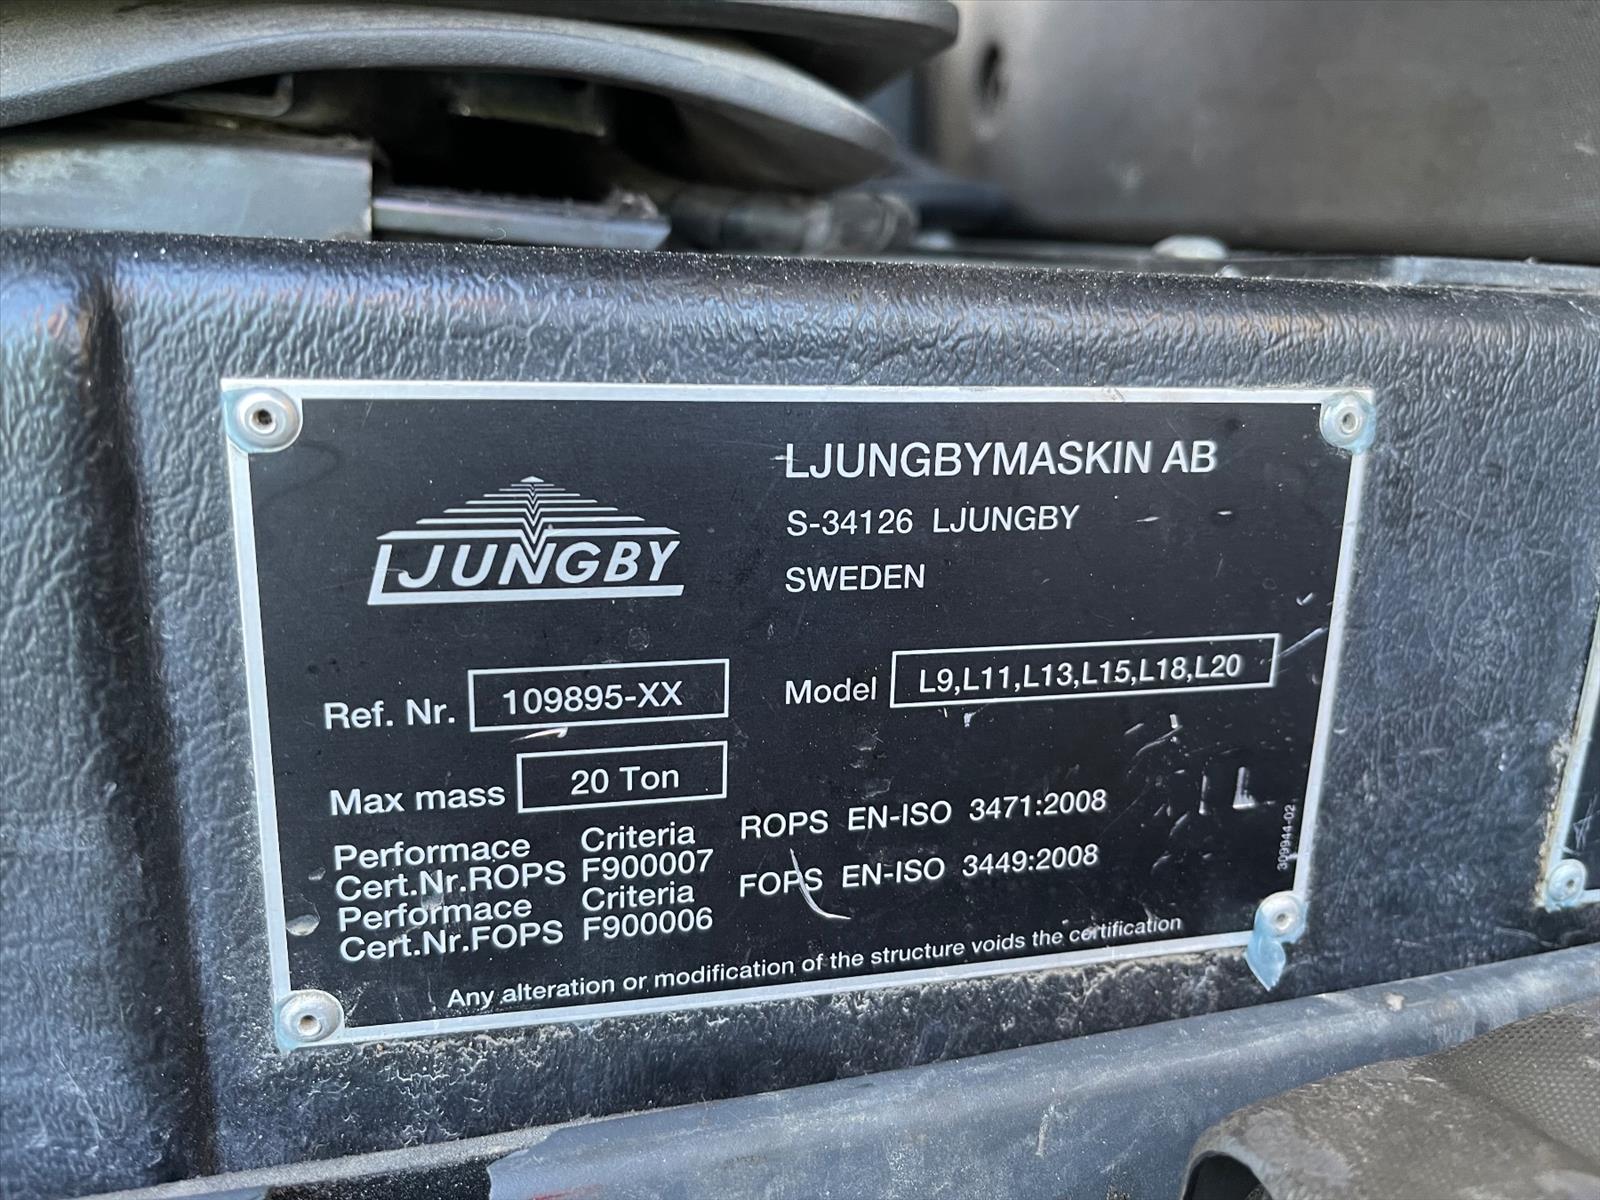 LJUNGBY
LJUNGBYMASKIN AB
S-34126 LJUNGBY
SWEDEN
Ref. Nr. 109895-XX
Model L9,L11,L13,L15,L18,L20
Max mass 20 Ton
Performace Criteria
Cert.Nr.ROPS F900007
ROPS EN-ISO 3471:2008
Performace Criteria
Cert.Nr.FOPS F900006
FOPS EN-ISO 3449:2008
Any alteration or modification of the structure voids the certification
309944-02